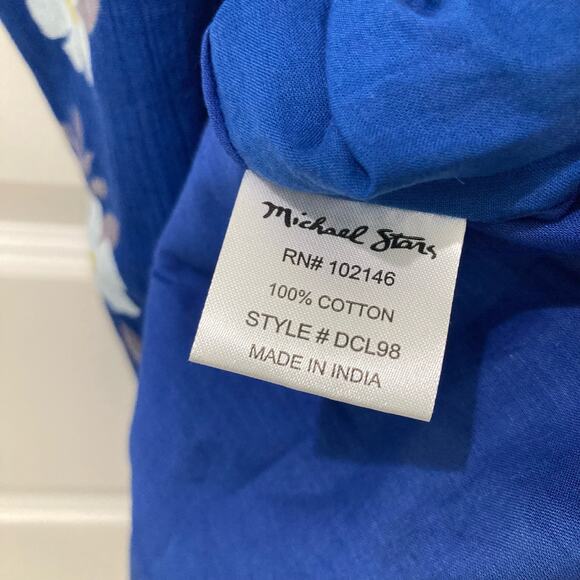 Michael Stars
RN# 102146
100% COTTON
STYLE # DCL98
MADE IN INDIA